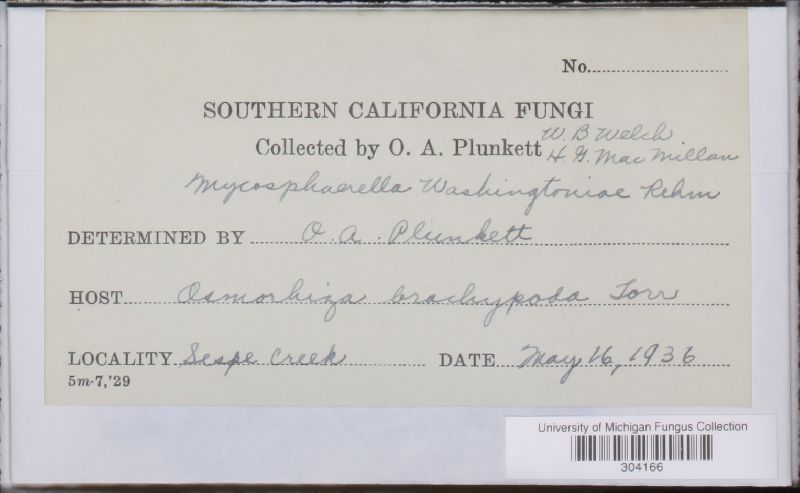 No.
SOUTHERN CALIFORNIA FUNGI
Collected by O. A. Plunkett W. B Welch
H. G. MacMillan
Mycosphaerella Washingtoniae Rehm
DETERMINED BY O. A. Plunkett
HOST Osmorhiza brachypoda Torr
LOCALITY Sespe Creek DATE May 16, 1936
5m-7,'29
University of Michigan Fungus Collection
304166